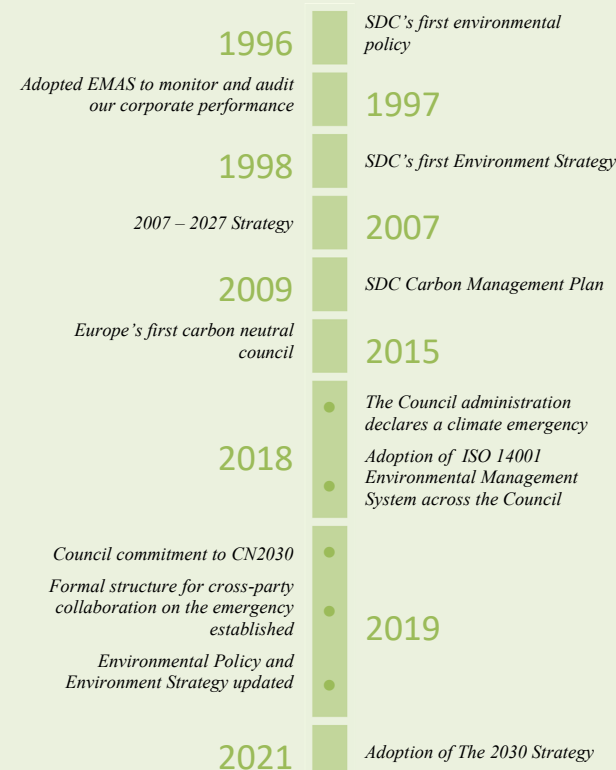 1996
SDC's first environmental
policy
Adopted EMAS to monitor and audit
our corporate performance
1997
1998
SDC's first Environment Strategy
2007 – 2027 Strategy
2007
2009
SDC Carbon Management Plan
Europe's first carbon neutral
council
2015
2018
The Council administration
declares a climate emergency
Adoption of ISO 14001
Environmental Management
System across the Council
Council commitment to CN2030
Formal structure for cross-party
collaboration on the emergency
established
Environmental Policy and
Environment Strategy updated
2019
2021
Adoption of The 2030 Strategy